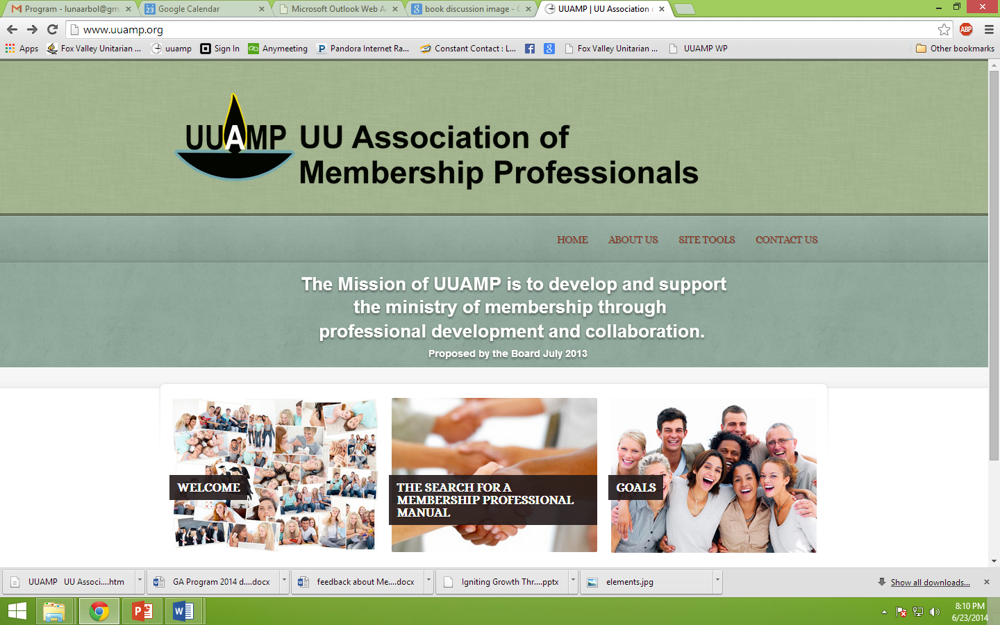 Program - lunaarbol@gm
Google Calendar
Microsoft Outlook Web A
book discussion image - G
UUAMP | UU Association o
www.uuamp.org
ABP
Apps
Fox Valley Unitarian ...
uuamp
Sign In
Anymeeting
Pandora Internet Ra...
Constant Contact : L...
Fox Valley Unitarian ...
UUAMP WP
Other bookmarks
UUAMP
UU Association of
Membership Professionals
HOME
ABOUT US
SITE TOOLS
CONTACT US
The Mission of UUAMP is to develop and support
the ministry of membership through
professional development and collaboration.
Proposed by the Board July 2013
WELCOME
THE SEARCH FOR A
MEMBERSHIP PROFESSIONAL
MANUAL
GOALS
UUAMP UU Associ....htm
GA Program 2014 d....docx
feedback about Me....docx
Igniting Growth Thr....pptx
elements.jpg
Show all downloads...
8:10 PM
6/23/2014